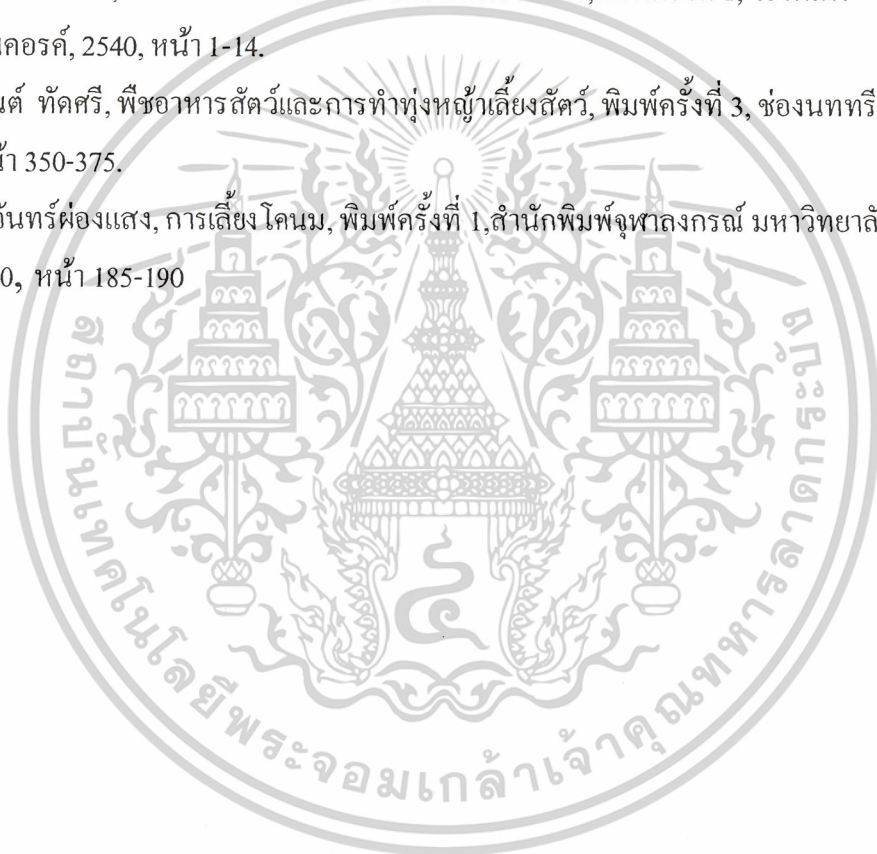 นคอรค์, 2540, หน้า 1-14.
นต์ ทัดศรี, พืชอาหารสัตว์และการทำทุ่งหญ้าเลี้ยงสัตว์, พิมพ์ครั้งที่ 3, ช่องนนทรี
น้า 350-375.
จันทร์ผ่องแสง, การเลี้ยงโคนม, พิมพ์ครั้งที่ 1,สำนักพิมพ์จุฬาลงกรณ์ มหาวิทยาลั
0, หน้า 185-190
สถาบันเทคโนโลยีพระจอมเกล้าเจ้าคุณทหารลาดกระบัง